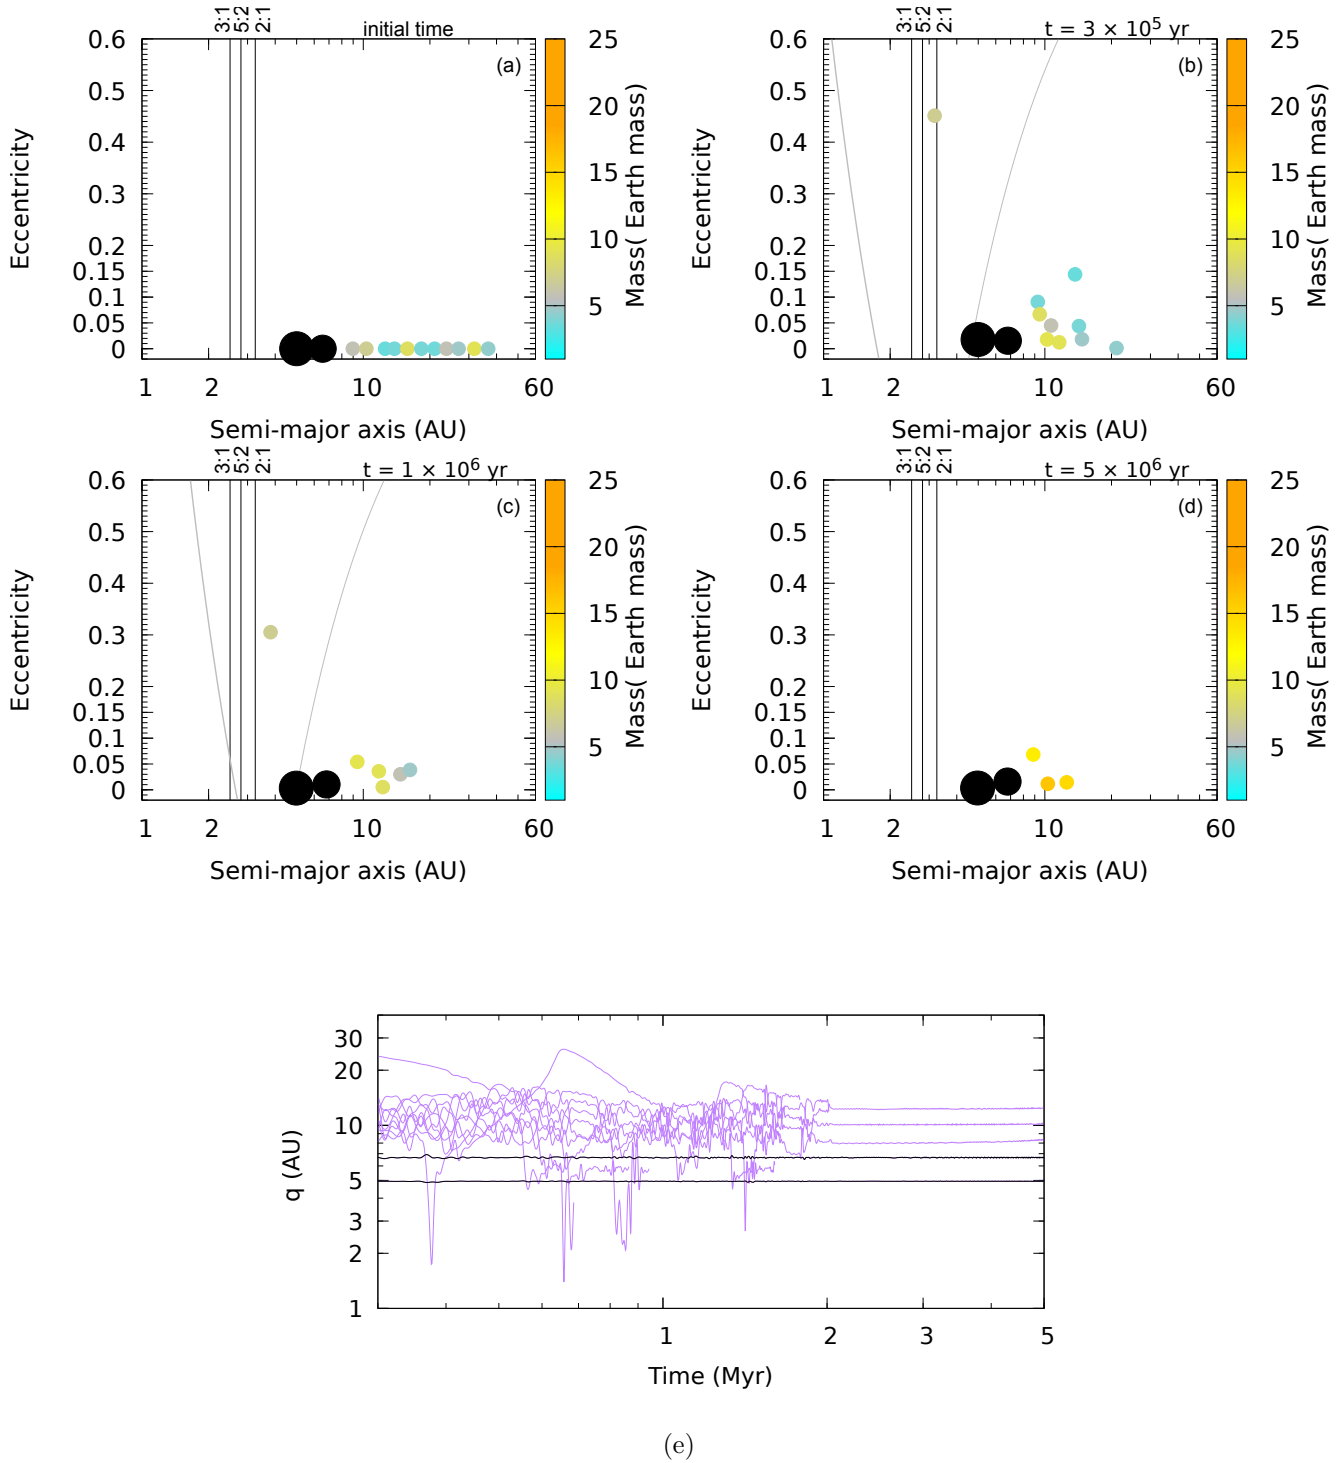 3:1 5:2 2:1 initial time
(a)
Eccentricity
0.6
0.5
0.4
0.3
0.2
0.15
0.1
0.05
0
1 2 10 60
Semi-major axis (AU)
25
20
15
10
5
Mass( Earth mass)
3:1 5:2 2:1 t = 3 × 10⁵ yr
(b)
Eccentricity
0.6
0.5
0.4
0.3
0.2
0.15
0.1
0.05
0
1 2 10 60
Semi-major axis (AU)
25
20
15
10
5
Mass( Earth mass)
3:1 5:2 2:1 t = 1 × 10⁶ yr
(c)
Eccentricity
0.6
0.5
0.4
0.3
0.2
0.15
0.1
0.05
0
1 2 10 60
Semi-major axis (AU)
25
20
15
10
5
Mass( Earth mass)
3:1 5:2 2:1 t = 5 × 10⁶ yr
(d)
Eccentricity
0.6
0.5
0.4
0.3
0.2
0.15
0.1
0.05
0
1 2 10 60
Semi-major axis (AU)
25
20
15
10
5
Mass( Earth mass)
q (AU)
30
20
10
5
3
2
1
1 2 3 5
Time (Myr)
(e)